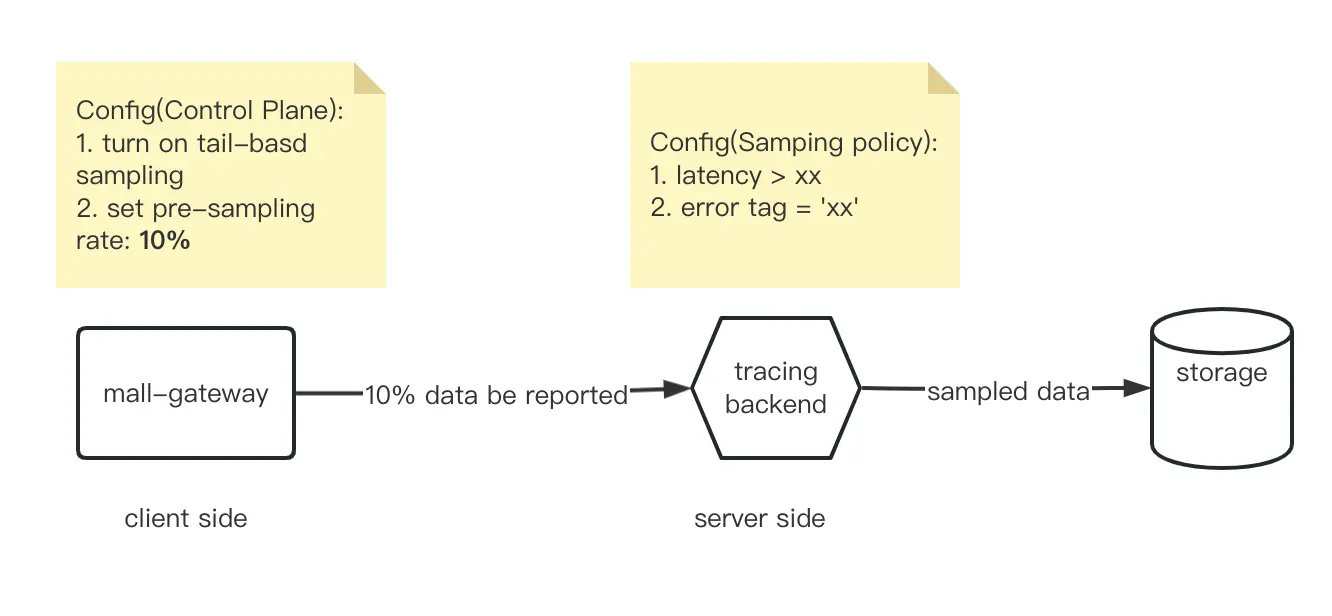 Config(Control Plane):
1. turn on tail-basd
sampling
2. set pre-sampling
rate: 10%
Config(Samping policy):
1. latency > xx
2. error tag = 'xx'
mall-gateway
10% data be reported
tracing
backend
sampled data
storage
client side
server side